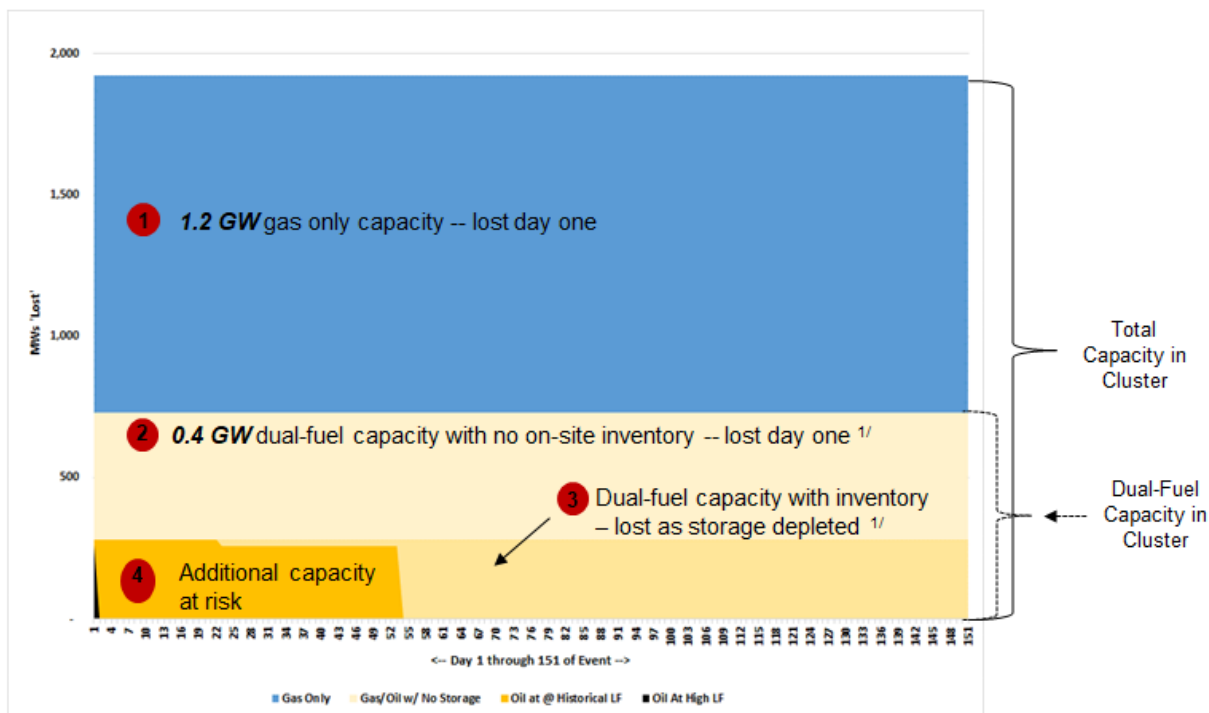 2,000
1,500
1,000
500
-
MWs 'Lost'
1 1.2 GW gas only capacity -- lost day one
2 0.4 GW dual-fuel capacity with no on-site inventory -- lost day one 1/
3 Dual-fuel capacity with inventory
– lost as storage depleted 1/
4 Additional capacity
at risk
Total
Capacity in
Cluster
Dual-Fuel
Capacity in
Cluster
1 4 7 10 13 16 19 22 25 28 31 34 37 40 43 46 49 52 55 58 61 64 67 70 73 76 79 82 85 88 91 94 97 100 103 106 109 112 115 118 121 124 127 130 133 136 139 142 145 148 151
<-- Day 1 through 151 of Event -->
Gas Only Gas/Oil w/ No Storage Oil at @ Historical LF Oil At High LF